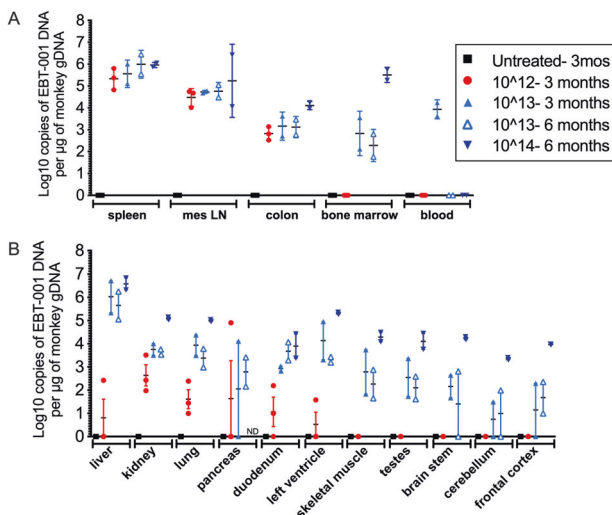 A
Log10 copies of EBT-001 DNA
per µg of monkey gDNA
8
7
6
5
4
3
2
1
0
spleen
mes LN
colon
bone marrow
blood
Untreated- 3mos
10^12- 3 months
10^13- 3 months
10^13- 6 months
10^14- 6 months
B
Log10 copies of EBT-001 DNA
per µg of monkey gDNA
8
7
6
5
4
3
2
1
0
ND
liver
kidney
lung
pancreas
duodenum
left ventricle
skeletal muscle
testes
brain stem
cerebellum
frontal cortex